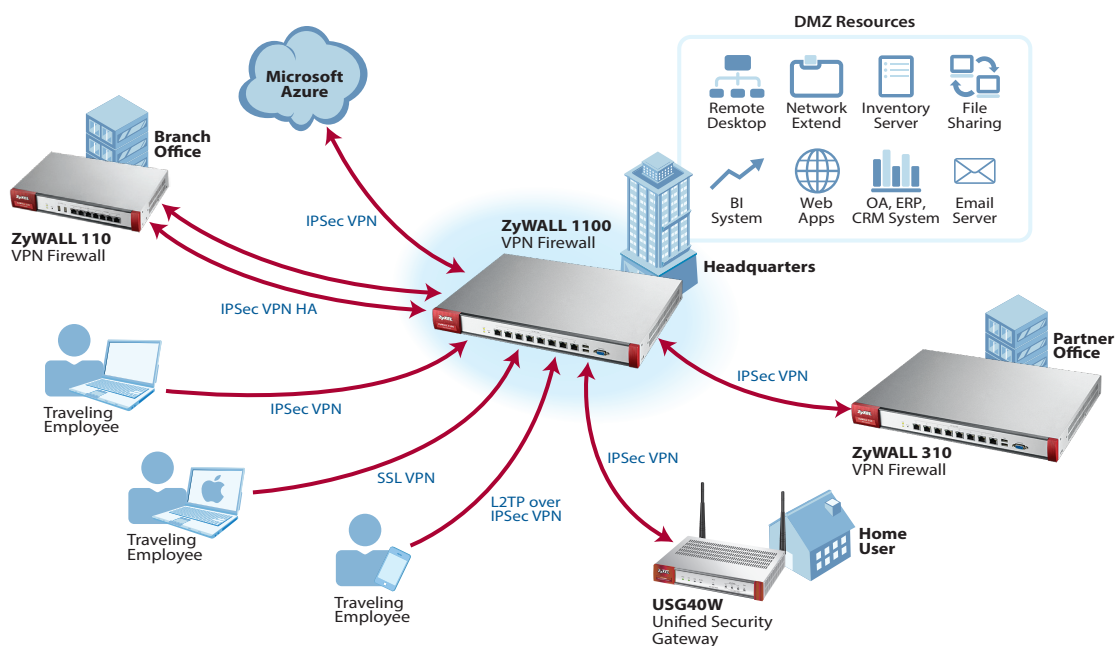 DMZ Resources
Microsoft
Azure
Remote
Desktop
Network
Extend
Inventory
Server
File
Sharing
BI
System
Web
Apps
OA, ERP,
CRM System
Email
Server
Branch
Office
ZyWALL 110
VPN Firewall
IPSec VPN
ZyWALL 1100
VPN Firewall
Headquarters
IPSec VPN HA
ZyXEL
Partner
Office
IPSec VPN
ZyXEL
ZyWALL 310
VPN Firewall
Traveling
Employee
IPSec VPN
Traveling
Employee
SSL VPN
Traveling
Employee
L2TP over
IPSec VPN
IPSec VPN
Home
User
ZyXEL
USG40W
Unified Security
Gateway